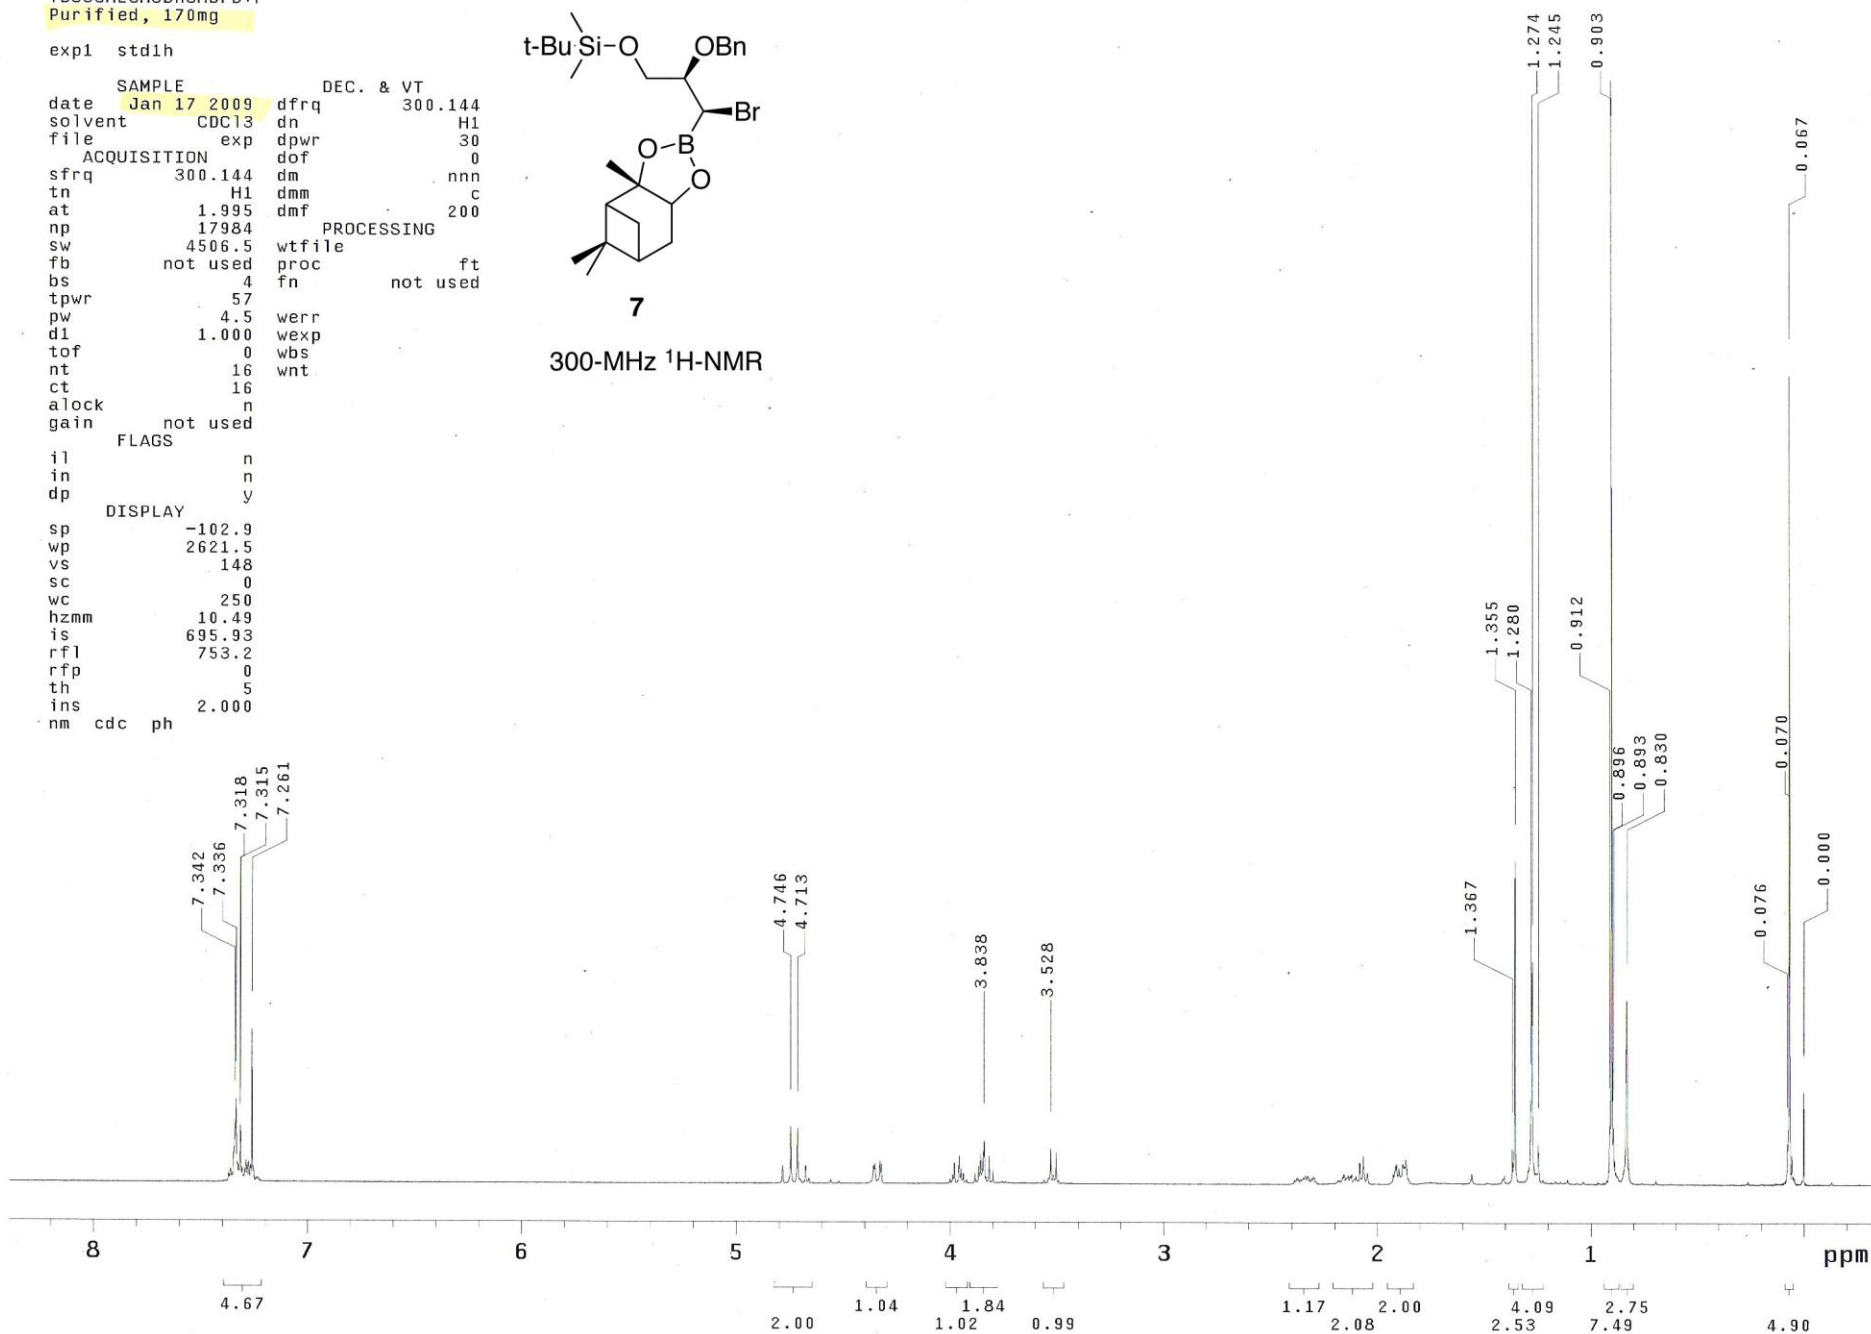 Purified, 170mg
exp1 std1h
SAMPLE
date Jan 17 2009
solvent CDCl3
file exp
ACQUISITION
sfrq 300.144
tn H1
at 1.995
np 17984
sw 4506.5
fb not used
bs 4
tpwr 57
pw 4.5
d1 1.000
tof 0
nt 16
ct 16
alock n
gain not used
FLAGS
il n
in n
dp y
DISPLAY
sp -102.9
wp 2621.5
vs 148
sc 0
wc 250
hzmm 10.49
is 695.93
rfl 753.2
rfp 0
th 5
ins 2.000
nm cdc ph
DEC. & VT
dfrq 300.144
dn H1
dpwr 30
dof 0
dm nnn
dmm c
dmf 200
PROCESSING
wtfile
proc ft
fn not used
werr
wexp
wbs
wnt
t-Bu Si-O OBn
Br
O B
O
7
300-MHz ¹H-NMR
7.342
7.336
7.318
7.315
7.261
4.746
4.713
3.838
3.528
1.367
1.355
1.280
1.274
1.245
0.912
0.903
0.896
0.893
0.830
0.076
0.070
0.067
0.000
8 7 6 5 4 3 2 1 ppm
4.67
2.00
1.04
1.02
1.84
0.99
1.17
2.08
2.00
2.53
4.09
7.49
2.75
4.90